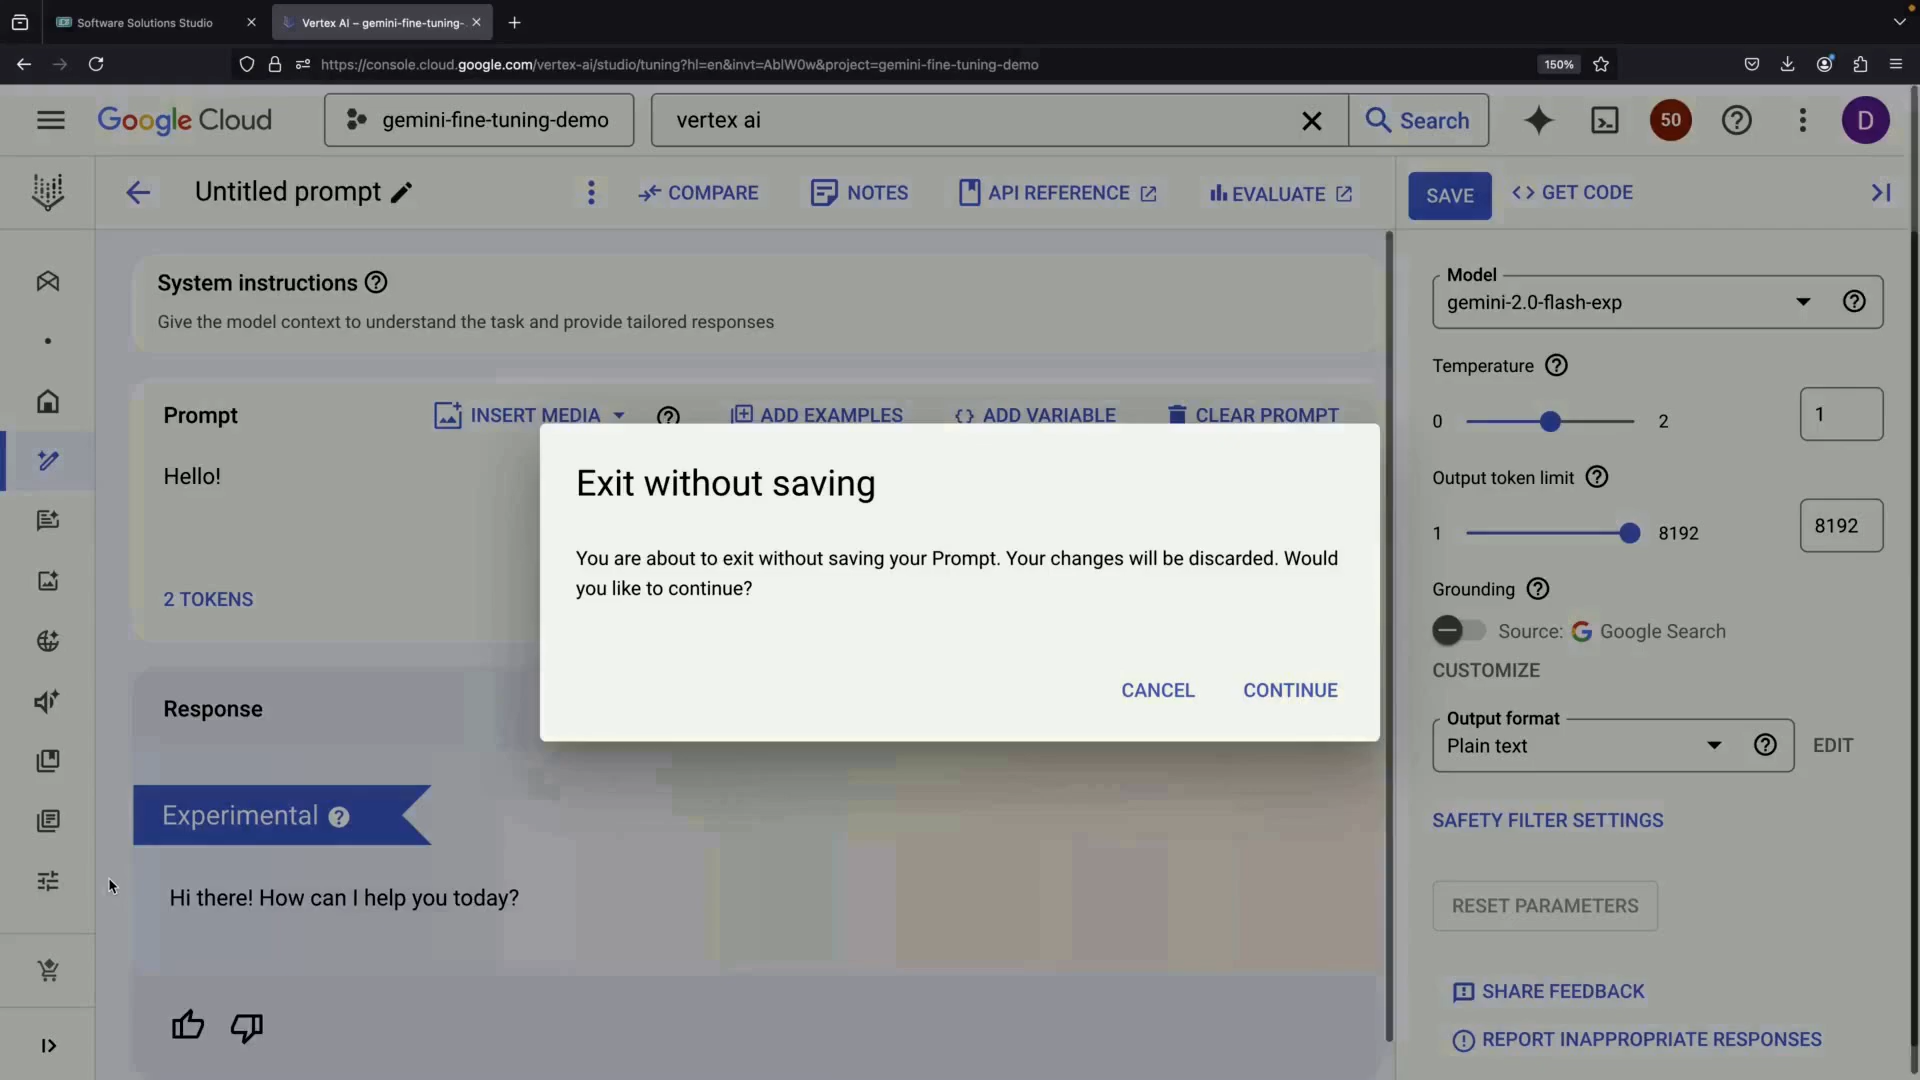 Software Solutions Studio
Vertex AI – gemini-fine-tuning-
https://console.cloud.google.com/vertex-ai/studio/tuning?hl=en&invt=AblW0w&project=gemini-fine-tuning-demo
150%
Google Cloud
gemini-fine-tuning-demo
vertex ai
Search
50
D
Untitled prompt
COMPARE
NOTES
API REFERENCE
EVALUATE
SAVE
GET CODE
System instructions
Give the model context to understand the task and provide tailored responses
Prompt
INSERT MEDIA
ADD EXAMPLES
ADD VARIABLE
CLEAR PROMPT
Hello!
2 TOKENS
Exit without saving
You are about to exit without saving your Prompt. Your changes will be discarded. Would
you like to continue?
CANCEL
CONTINUE
Response
Experimental
Hi there! How can I help you today?
Model
gemini-2.0-flash-exp
Temperature
0
2
1
Output token limit
1
8192
8192
Grounding
Source: Google Search
CUSTOMIZE
Output format
Plain text
EDIT
SAFETY FILTER SETTINGS
RESET PARAMETERS
SHARE FEEDBACK
REPORT INAPPROPRIATE RESPONSES